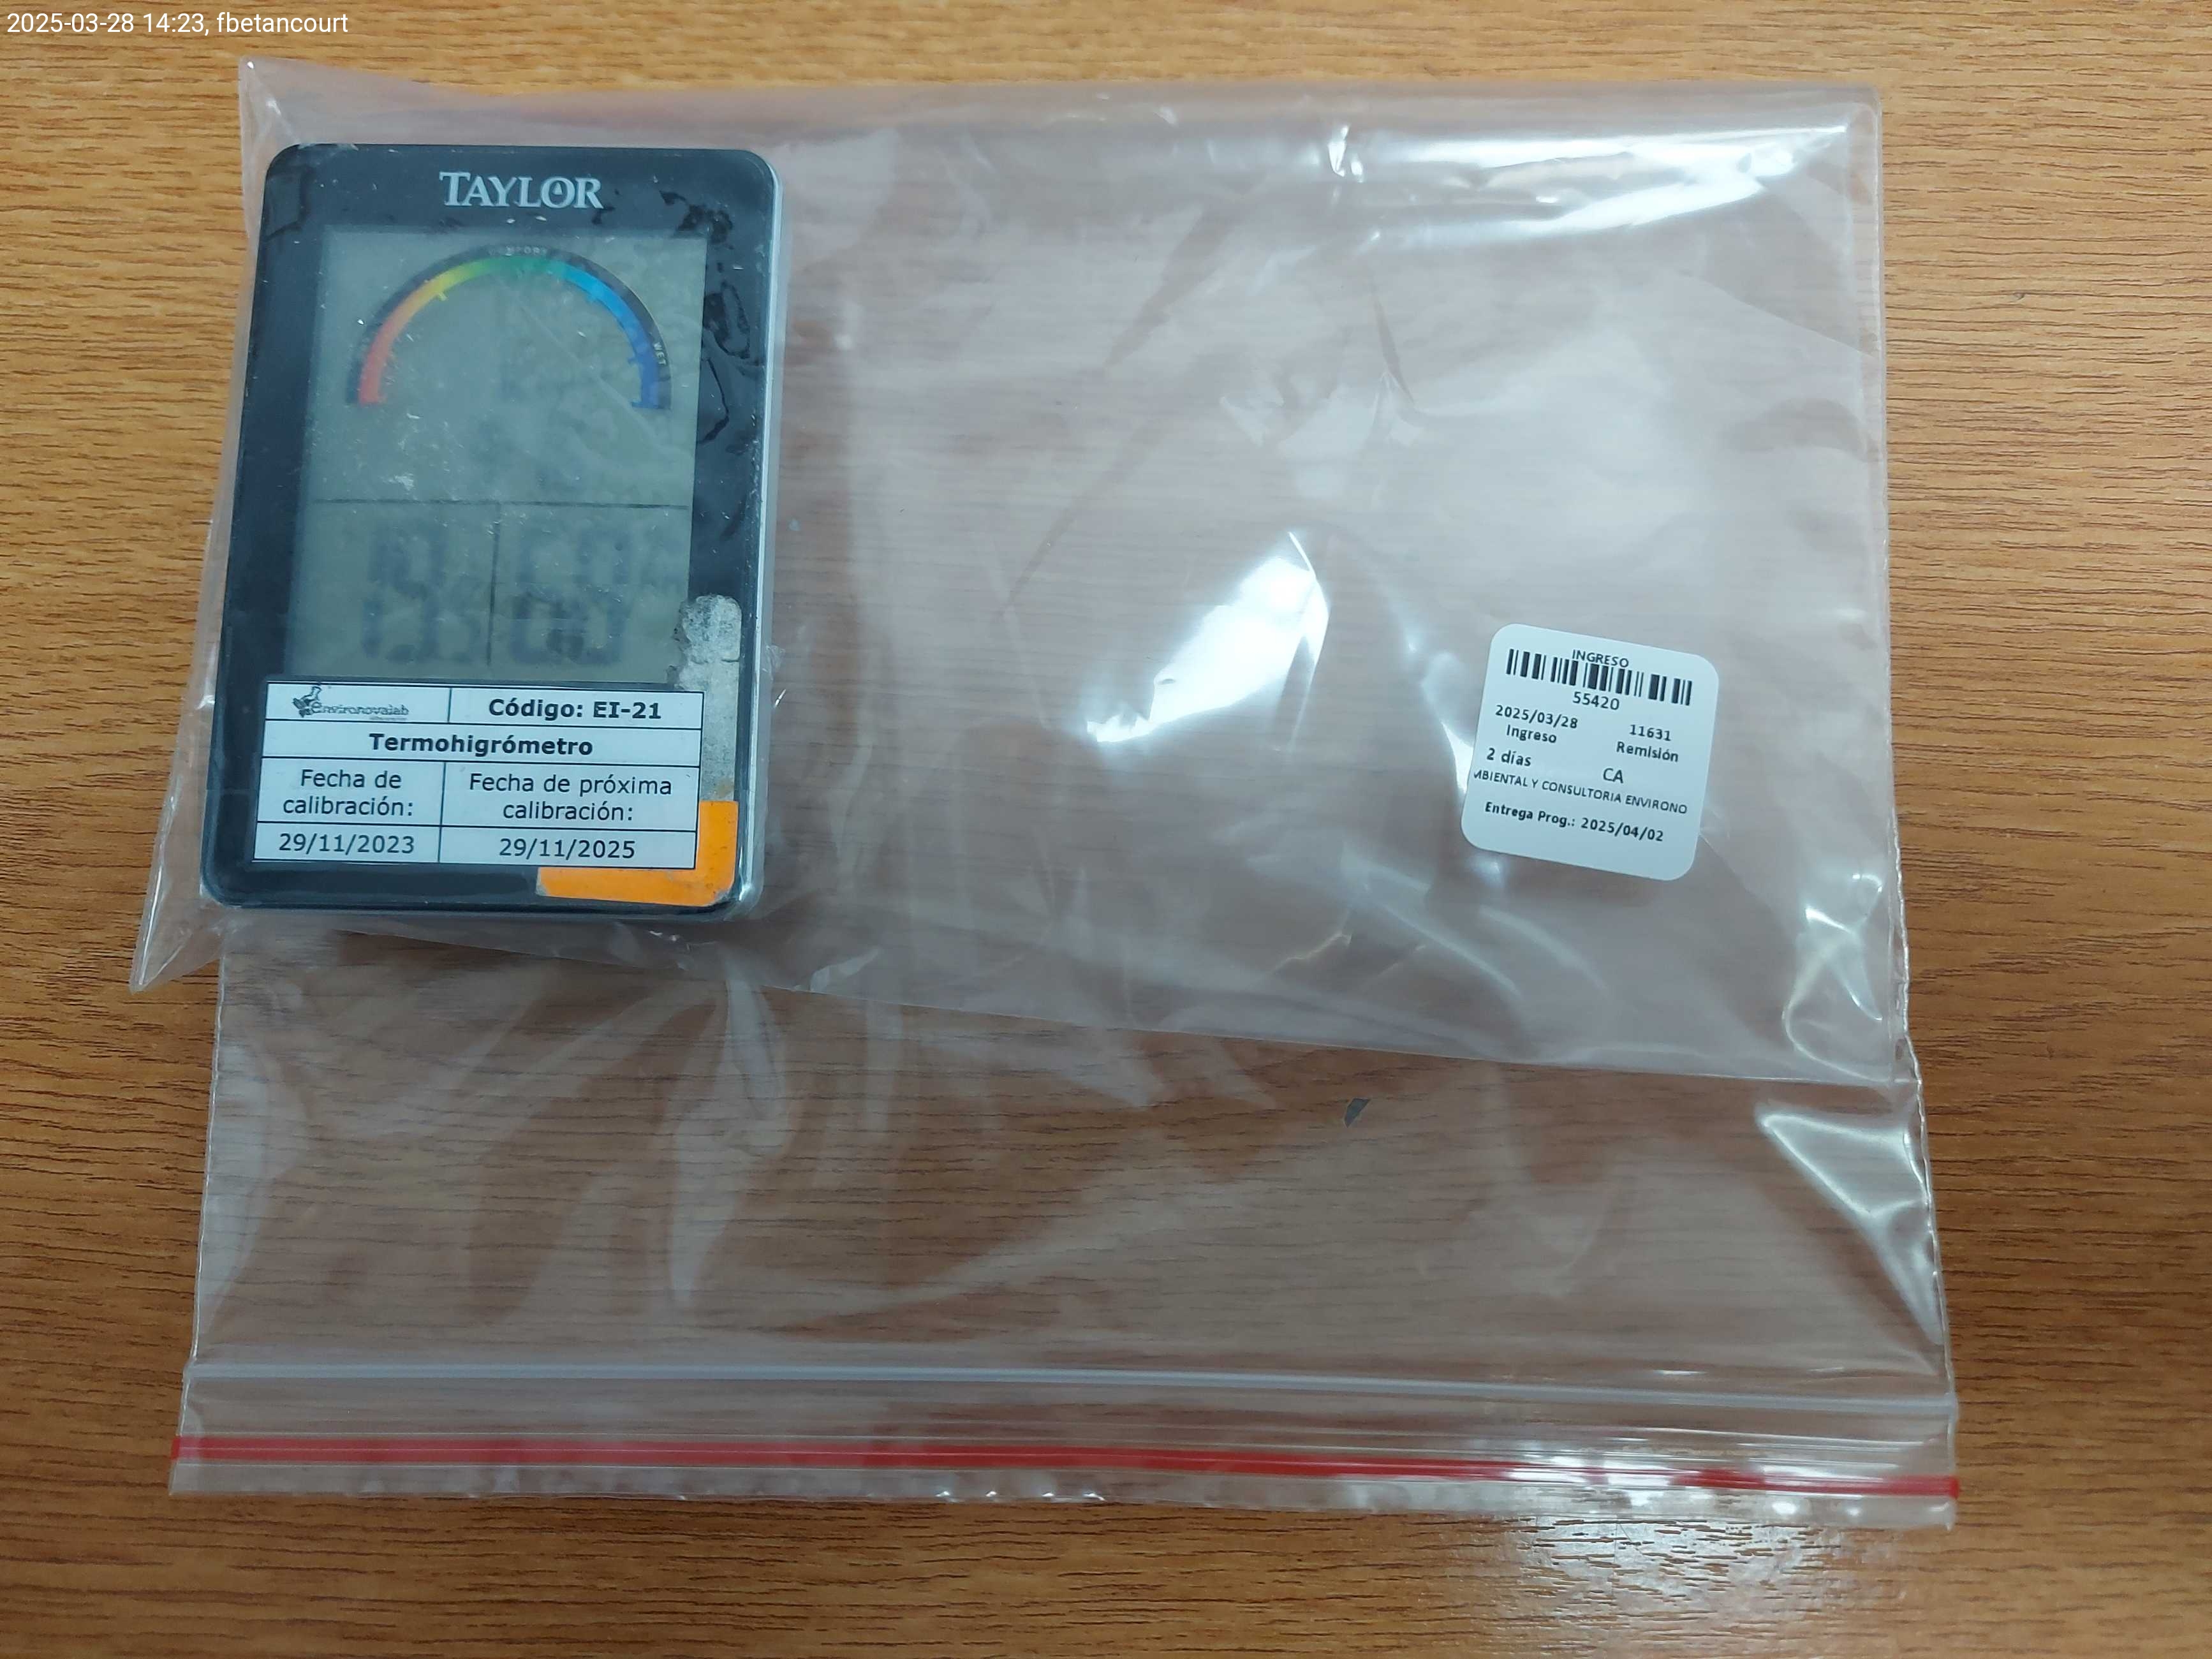 2025-03-28 14:23, fbetancourt
TAYLOR
COMFORT
WET
environovalab
Código: EI-21
Termohigrómetro
Fecha de calibración:
Fecha de próxima calibración:
29/11/2023
29/11/2025
INGRESO
55420
2025/03/28
Ingreso
11631
Remisión
2 días
CA
MBIENTAL Y CONSULTORIA ENVIRONO
Entrega Prog.: 2025/04/02